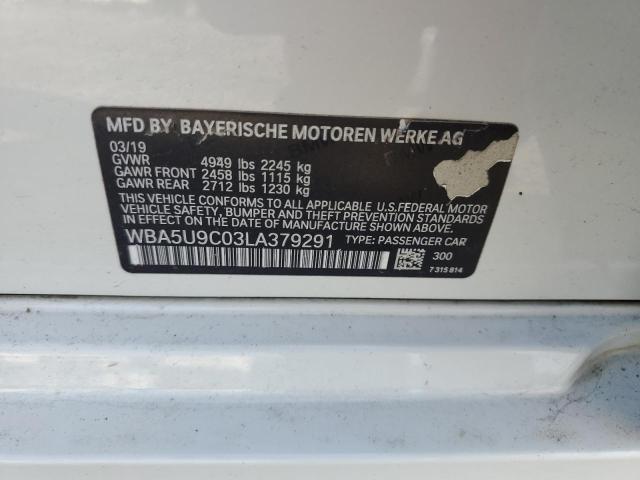 MFD BY BAYERISCHE MOTOREN WERKE AG
03/19
GVWR 4949 lbs 2245 kg
GAWR FRONT 2458 lbs 1115 kg
GAWR REAR 2712 lbs 1230 kg
THIS VEHICLE CONFORMS TO ALL APPLICABLE U.S. FEDERAL MOTOR
VEHICLE SAFETY, BUMPER, AND THEFT PREVENTION STANDARDS
IN EFFECT ON THE DATE OF MANUFACTURE SHOWN ABOVE.
WBA5U9C03LA379291 TYPE: PASSENGER CAR
300
7 315 814